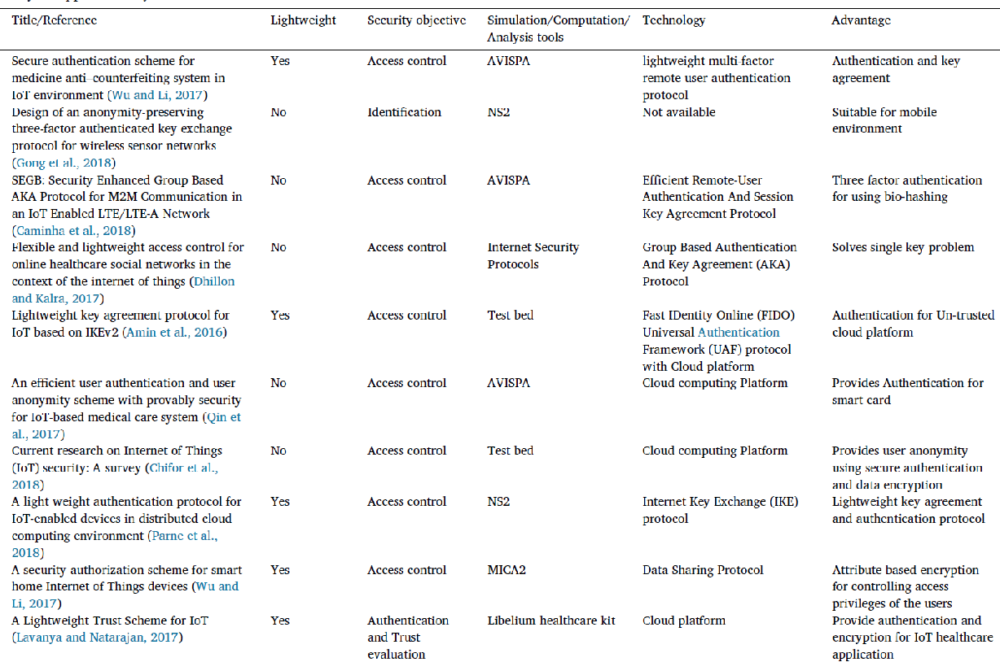 Title/Reference Lightweight Security objective Simulation/Computation/ Technology Advantage
Analysis tools
Secure authentication scheme for Yes Access control AVISPA lightweight multi-factor Authentication and key
medicine anti–counterfeiting system in remote user authentication agreement
IoT environment (Wu and Li, 2017) protocol
Design of an anonymity-preserving No Identification NS2 Not available Suitable for mobile
three-factor authenticated key exchange environment
protocol for wireless sensor networks
(Gong et al., 2018)
SEGB: Security Enhanced Group Based No Access control AVISPA Efficient Remote-User Three factor authentication
AKA Protocol for M2M Communication in Authentication And Session for using bio-hashing
an IoT Enabled LTE/LTE-A Network Key Agreement Protocol
(Caminha et al., 2018)
Flexible and lightweight access control for No Access control Internet Security Group Based Authentication Solves single key problem
online healthcare social networks in the Protocols And Key Agreement (AKA)
context of the internet of things (Dhillon Protocol
and Kalra, 2017)
Lightweight key agreement protocol for Yes Access control Test bed Fast IDentity Online (FIDO) Authentication for Un-trusted
IoT based on IKEv2 (Amin et al., 2016) Universal Authentication cloud platform
Framework (UAF) protocol
with Cloud platform
An efficient user authentication and user No Access control AVISPA Cloud computing Platform Provides Authentication for
anonymity scheme with provably security smart card
for IoT-based medical care system (Qin et
al., 2017)
Current research on Internet of Things No Access control Test bed Cloud computing Platform Provides user anonymity
(IoT) security: A survey (Chifor et al., using secure authentication
2018) and data encryption
A light weight authentication protocol for Yes Access control NS2 Internet Key Exchange (IKE) Lightweight key agreement
IoT-enabled devices in distributed cloud protocol and authentication protocol
computing environment (Parne et al.,
2018)
A security authorization scheme for smart Yes Access control MICA2 Data Sharing Protocol Attribute based encryption
home Internet of Things devices (Wu and for controlling access
Li, 2017) privileges of the users
A Lightweight Trust Scheme for IoT Yes Authentication Libelium healthcare kit Cloud platform Provide authentication and
(Lavanya and Natarajan, 2017) and Trust encryption for IoT healthcare
evaluation application